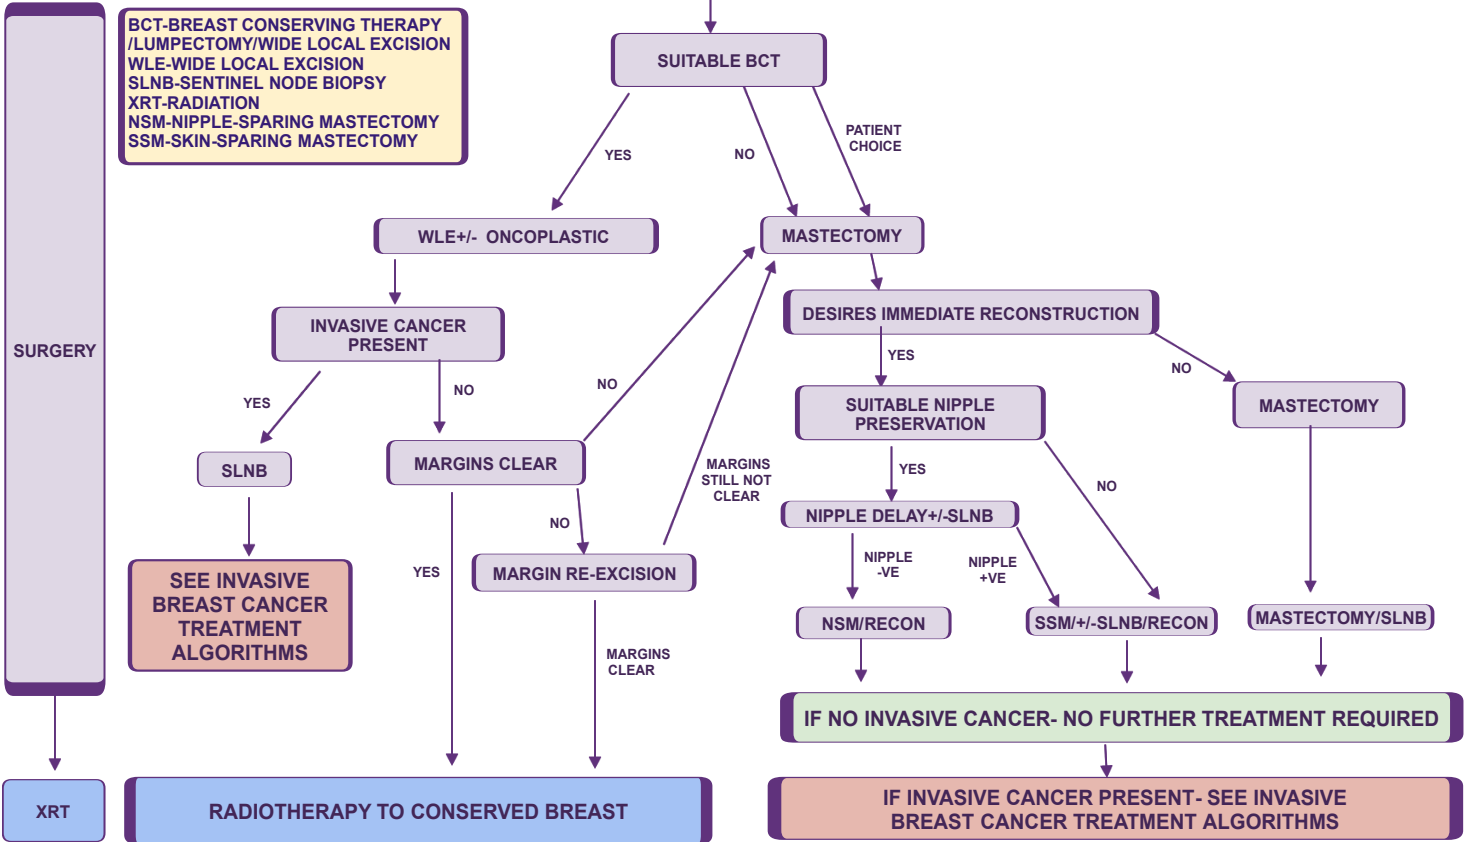 BCT-BREAST CONSERVING THERAPY
/LUMPECTOMY/WIDE LOCAL EXCISION
WLE-WIDE LOCAL EXCISION
SLNB-SENTINEL NODE BIOPSY
XRT-RADIATION
NSM-NIPPLE-SPARING MASTECTOMY
SSM-SKIN-SPARING MASTECTOMY
SUITABLE BCT
YES
NO
PATIENT
CHOICE
WLE+/- ONCOPLASTIC
MASTECTOMY
INVASIVE CANCER
PRESENT
DESIRES IMMEDIATE RECONSTRUCTION
SURGERY
YES
NO
NO
YES
NO
SUITABLE NIPPLE
PRESERVATION
MASTECTOMY
SLNB
MARGINS CLEAR
MARGINS
STILL NOT
CLEAR
YES
NO
NIPPLE DELAY+/-SLNB
NO
YES
SEE INVASIVE
BREAST CANCER
TREATMENT
ALGORITHMS
MARGIN RE-EXCISION
NIPPLE
-VE
NIPPLE
+VE
NSM/RECON
SSM/+/-SLNB/RECON
MASTECTOMY/SLNB
MARGINS
CLEAR
IF NO INVASIVE CANCER- NO FURTHER TREATMENT REQUIRED
XRT
RADIOTHERAPY TO CONSERVED BREAST
IF INVASIVE CANCER PRESENT- SEE INVASIVE
BREAST CANCER TREATMENT ALGORITHMS